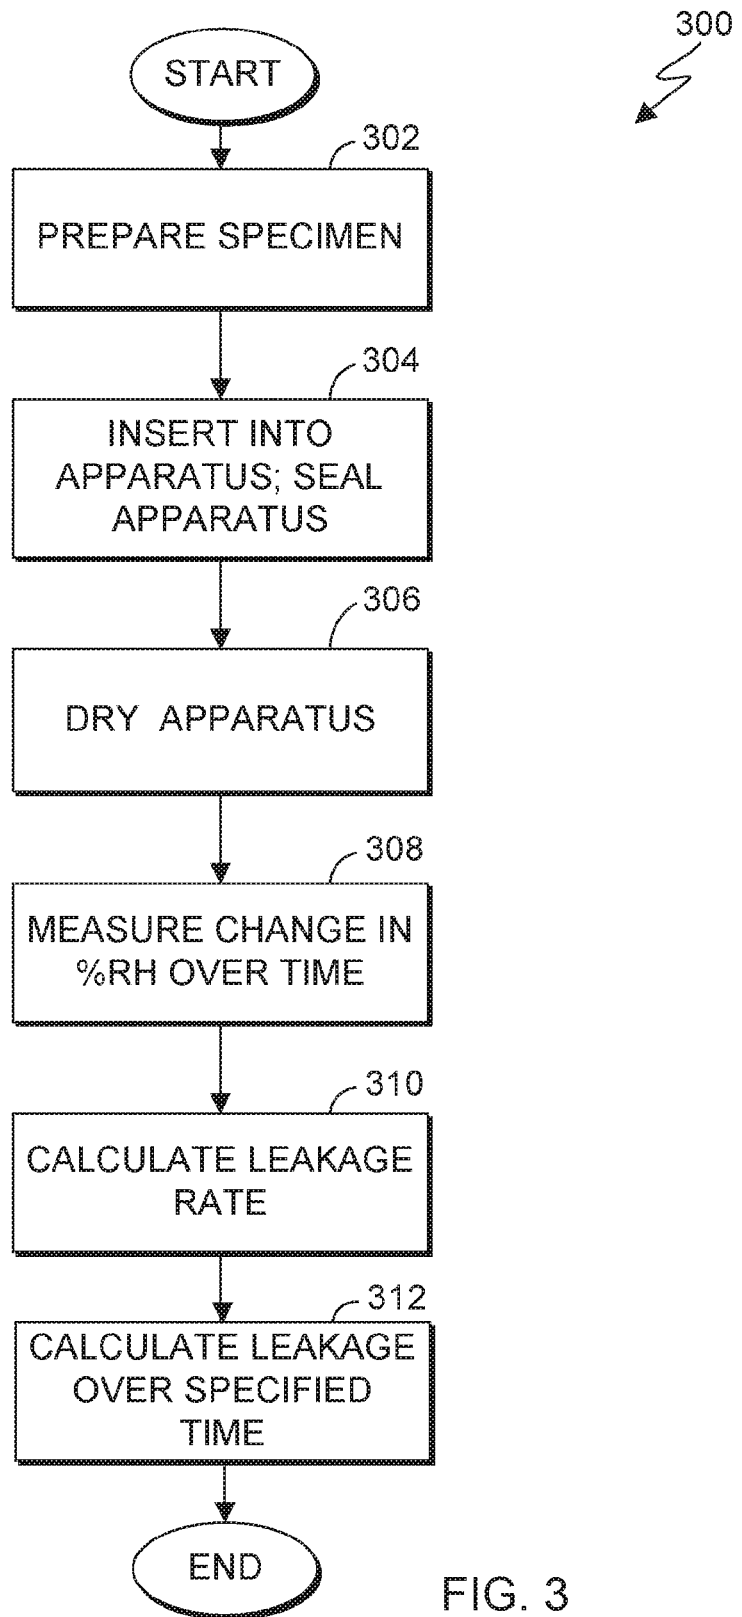 300
START
302
PREPARE SPECIMEN
304
INSERT INTO
APPARATUS; SEAL
APPARATUS
306
DRY APPARATUS
308
MEASURE CHANGE IN
%RH OVER TIME
310
CALCULATE LEAKAGE
RATE
312
CALCULATE LEAKAGE
OVER SPECIFIED
TIME
END
FIG. 3